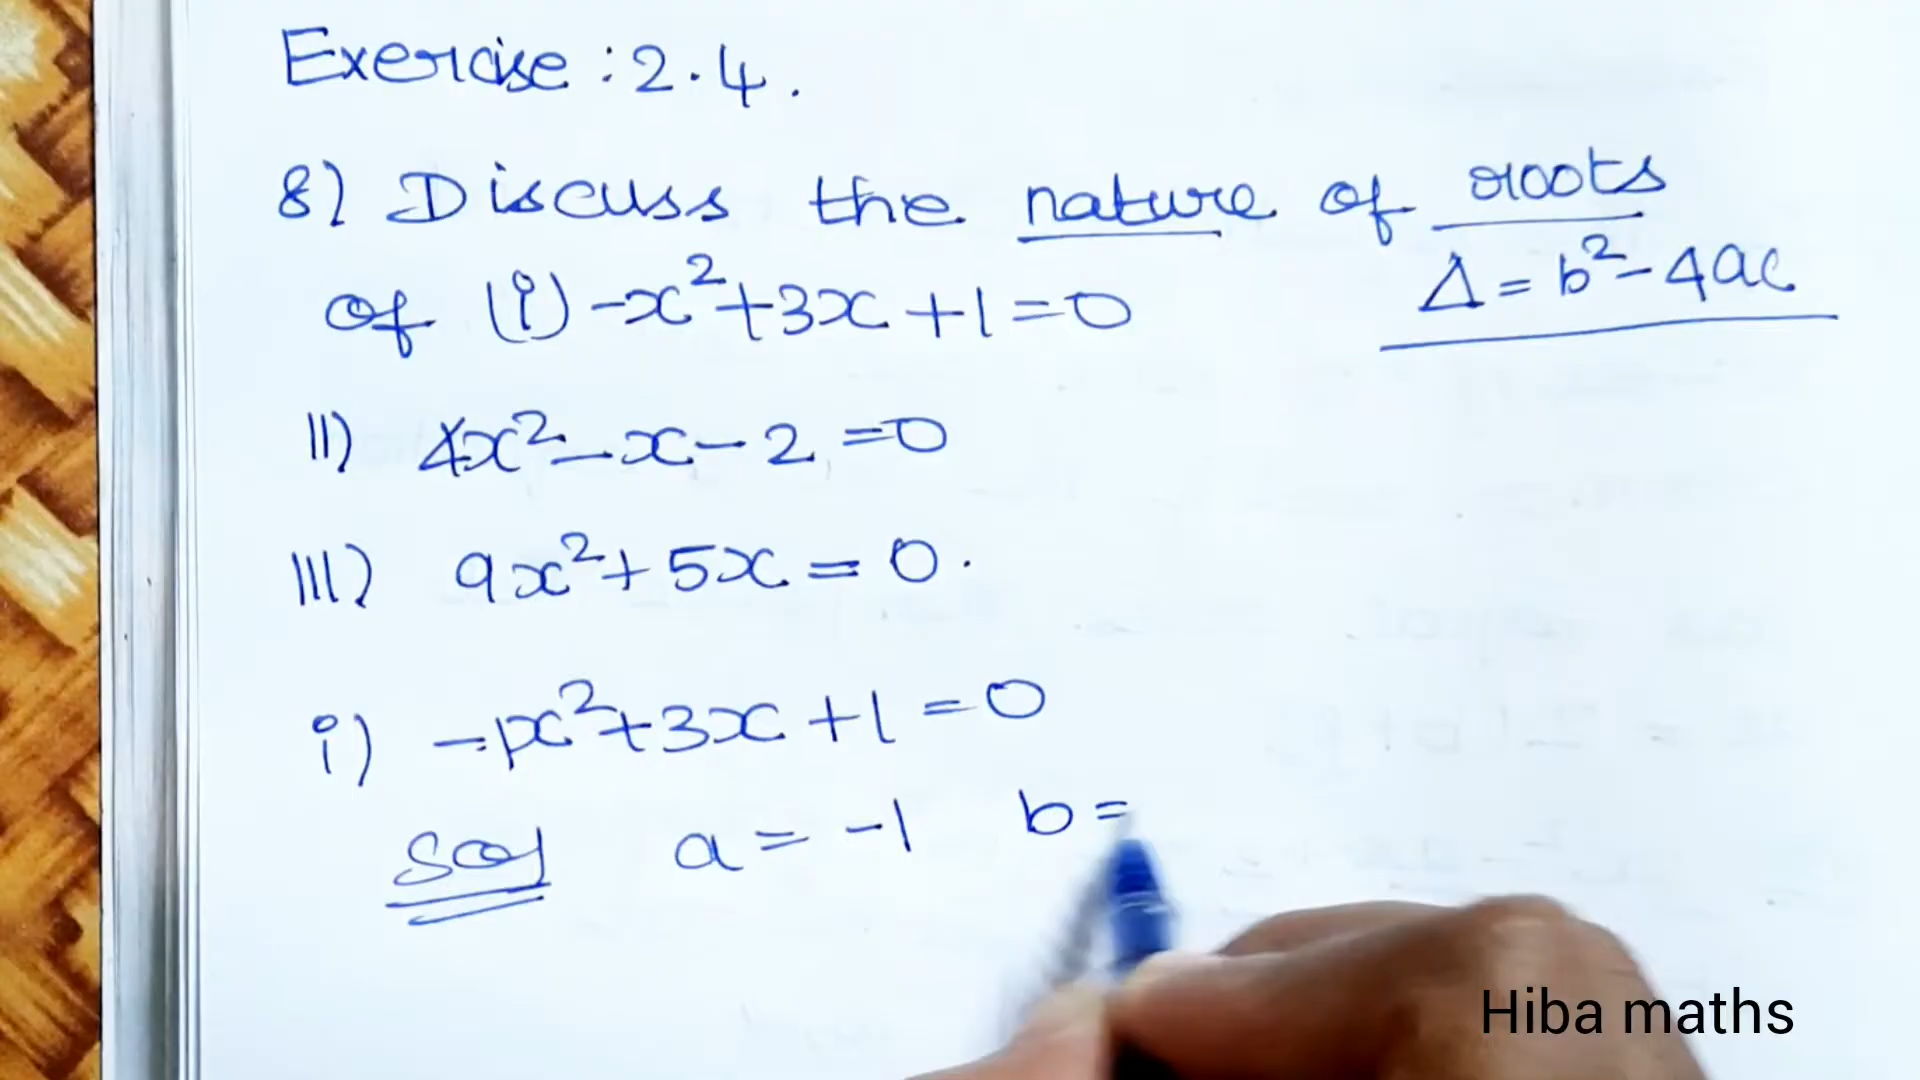 Exercise : 2.4.
8) Discuss the nature of roots
Δ = b² - 4ac
of (i) -x² + 3x + 1 = 0
ii) 4x² - x - 2 = 0
iii) 9x² + 5x = 0.
i) -1x² + 3x + 1 = 0
Sol a = -1 b =
Hiba maths